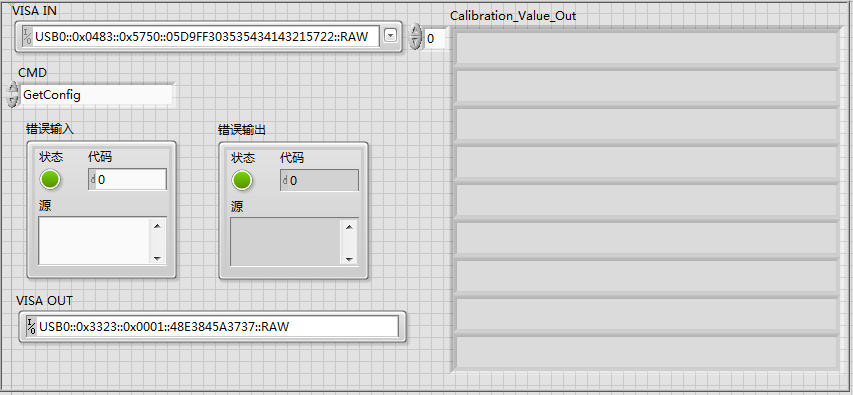 VISA IN
Calibration_Value_Out
USB0::0x0483::0x5750::05D9FF303535434143215722::RAW
0
CMD
GetConfig
错误输入
错误输出
状态
代码
状态
代码
d 0
d 0
源
源
VISA OUT
USB0::0x3323::0x0001::48E3845A3737::RAW